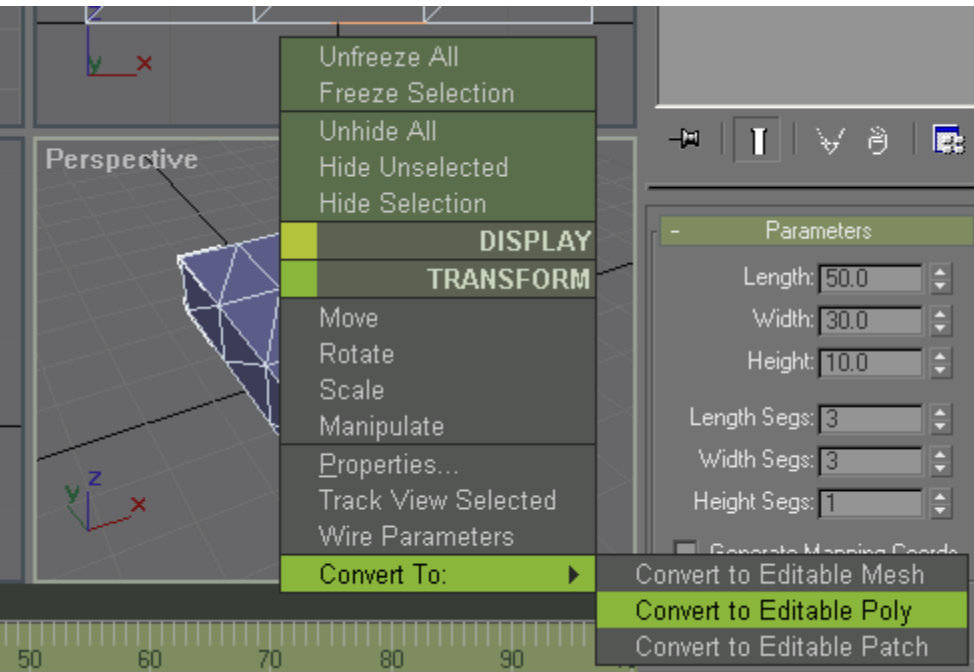 z
y x
Unfreeze All
Freeze Selection
Unhide All
Hide Unselected
Hide Selection
DISPLAY
TRANSFORM
Move
Rotate
Scale
Manipulate
Properties...
Track View Selected
Wire Parameters
Convert To:
Convert to Editable Mesh
Convert to Editable Poly
Convert to Editable Patch
Perspective
z
y x
- Parameters
Length: 50.0
Width: 30.0
Height: 10.0
Length Segs: 3
Width Segs: 3
Height Segs: 1
Generate Mapping Coords
50 60 70 80 90